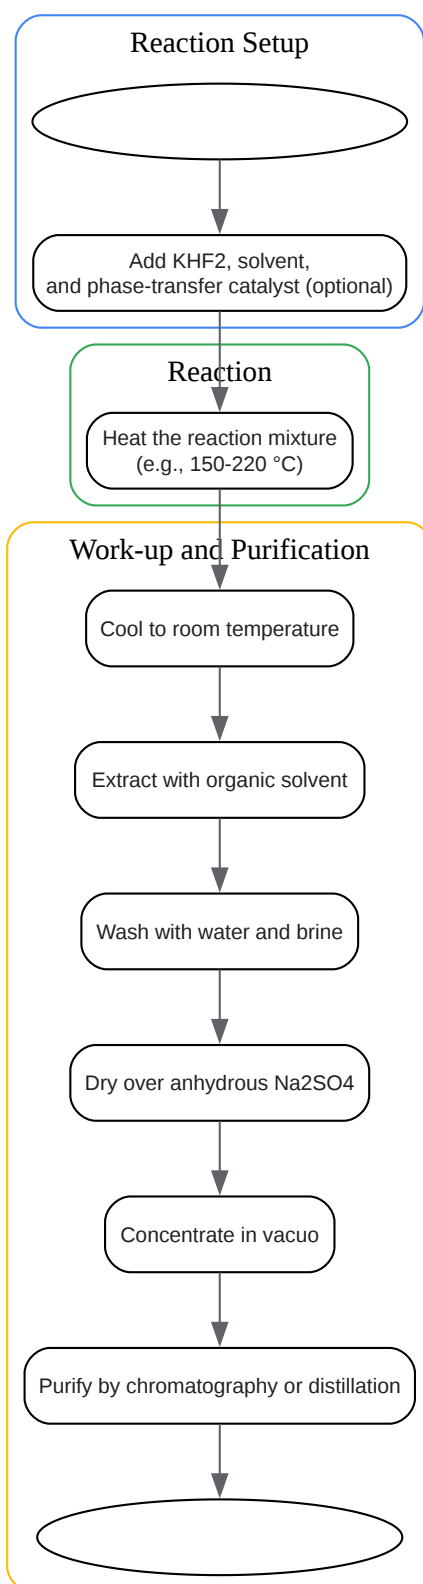 Reaction Setup
Add KHF2, solvent,
and phase-transfer catalyst (optional)
Reaction
Heat the reaction mixture
(e.g., 150-220 °C)
Work-up and Purification
Cool to room temperature
Extract with organic solvent
Wash with water and brine
Dry over anhydrous Na2SO4
Concentrate in vacuo
Purify by chromatography or distillation